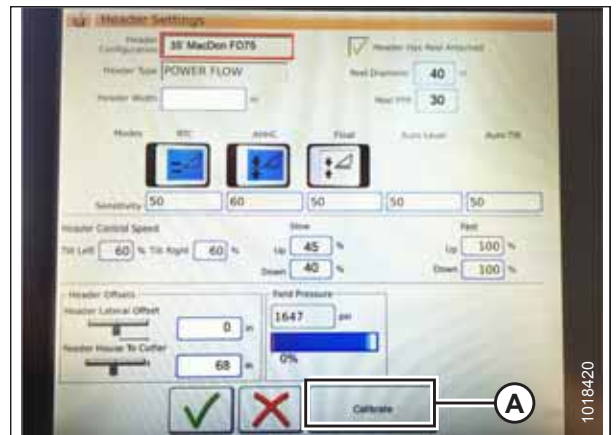 Header Settings
Header Configuration 35' MacDon FD75
Header Has Reel Attached
Header Type POWER FLOW
Reel Diameter 40 in
Header Width in
Reel PPR 30
Modes RTC AHHC Float Auto Level Auto Tilt
Sensitivity 50 60 50 50 50
Header Control Speed
Slow
Fast
Tilt Left 60 % Tilt Right 60 %
Up 45 %
Up 100 %
Down 40 %
Down 100 %
Header Offsets
Field Pressure
Header Lateral Offset
0 in
1647 psi
Feeder House To Cutter
68 in
0%
Calibrate
A
1018420